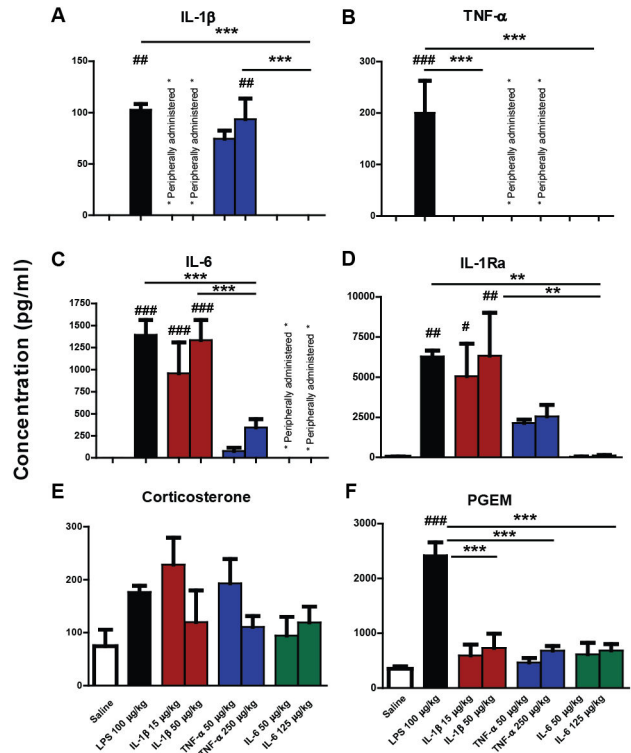 A
IL-1β
***
***
##
##
150
100
50
0
* Peripherally administered *
* Peripherally administered *
B
TNF-α
***
***
###
300
200
100
0
* Peripherally administered *
* Peripherally administered *
Concentration (pg/ml)
C
IL-6
***
***
###
###
###
1750
1500
1250
1000
750
500
250
0
* Peripherally administered *
* Peripherally administered *
D
IL-1Ra
**
**
##
#
##
10000
7500
5000
2500
0
E
Corticosterone
300
200
100
0
Saline
LPS 100 µg/kg
IL-1β 15 µg/kg
IL-1β 50 µg/kg
TNF-α 50 µg/kg
TNF-α 250 µg/kg
IL-6 50 µg/kg
IL-6 125 µg/kg
F
PGEM
###
***
***
***
3000
2000
1000
0
Saline
LPS 100 µg/kg
IL-1β 15 µg/kg
IL-1β 50 µg/kg
TNF-α 50 µg/kg
TNF-α 250 µg/kg
IL-6 50 µg/kg
IL-6 125 µg/kg